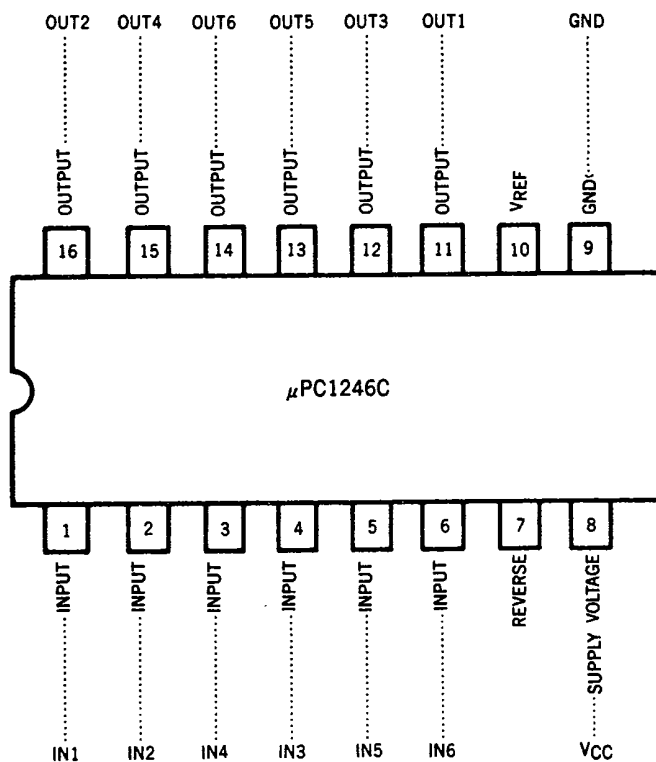 OUT2 OUT4 OUT6 OUT5 OUT3 OUT1 GND
OUTPUT OUTPUT OUTPUT OUTPUT OUTPUT OUTPUT VREF GND
16 15 14 13 12 11 10 9
μPC1246C
1 2 3 4 5 6 7 8
INPUT INPUT INPUT INPUT INPUT INPUT REVERSE SUPPLY VOLTAGE
IN1 IN2 IN4 IN3 IN5 IN6 VCC